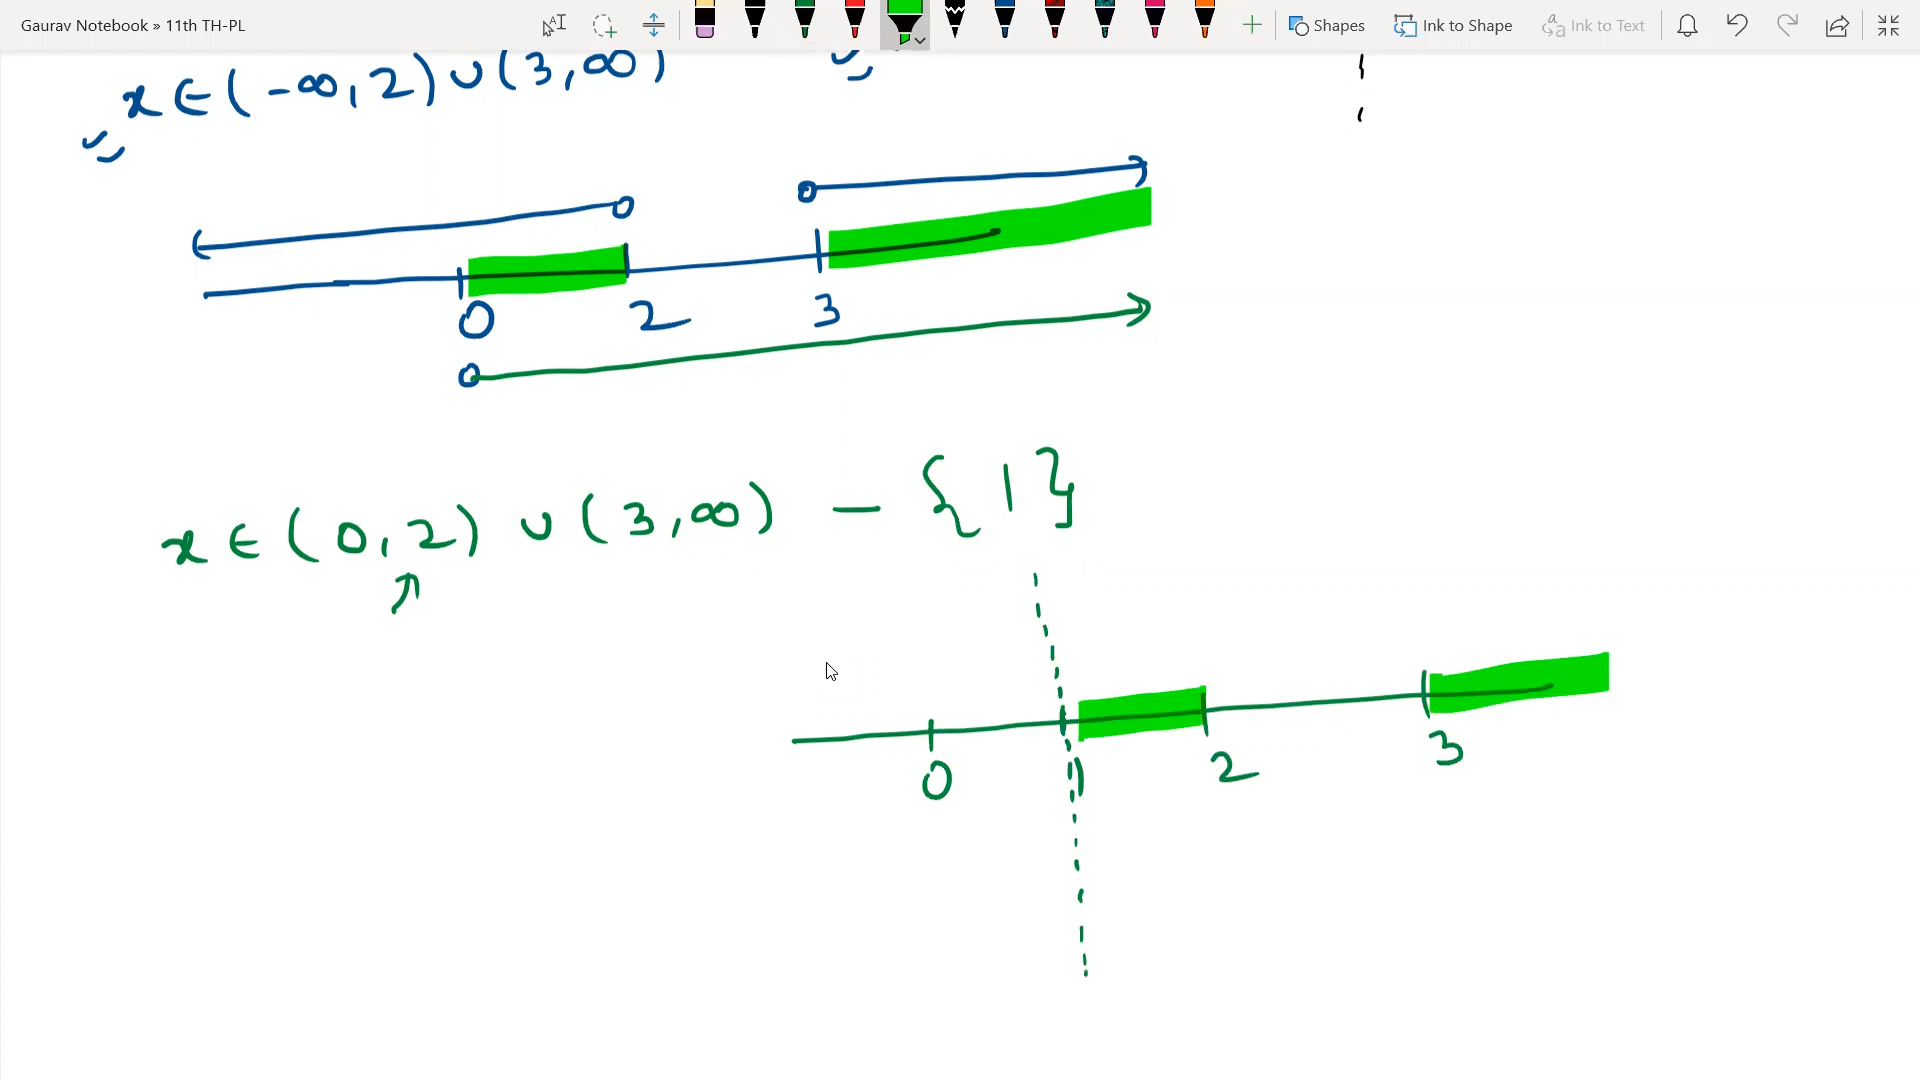 Gaurav Notebook » 11th TH-PL
Shapes
Ink to Shape
Ink to Text
x ∈ (-∞, 2) ∪ (3, ∞)
0 2 3
x ∈ (0, 2) ∪ (3, ∞) - {1}
0 1 2 3